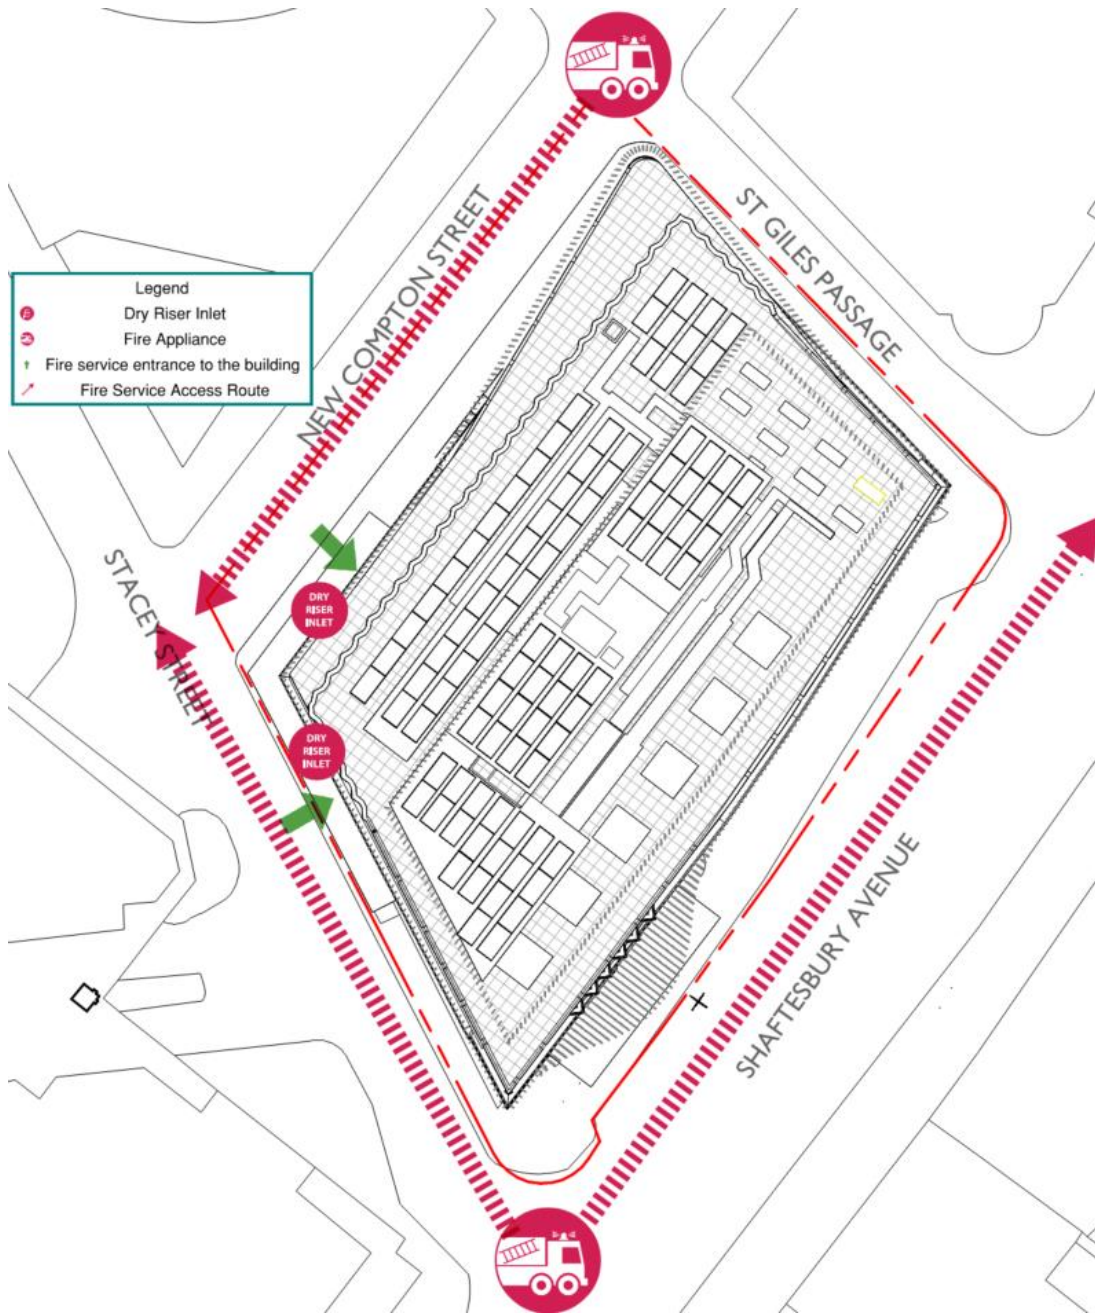 ST GILES PASSAGE
NEW COMPTON STREET
Legend
Dry Riser Inlet
Fire Appliance
Fire service entrance to the building
Fire Service Access Route
STACEY STREET
DRY
RISER
INLET
DRY
RISER
INLET
SHAFTESBURY AVENUE